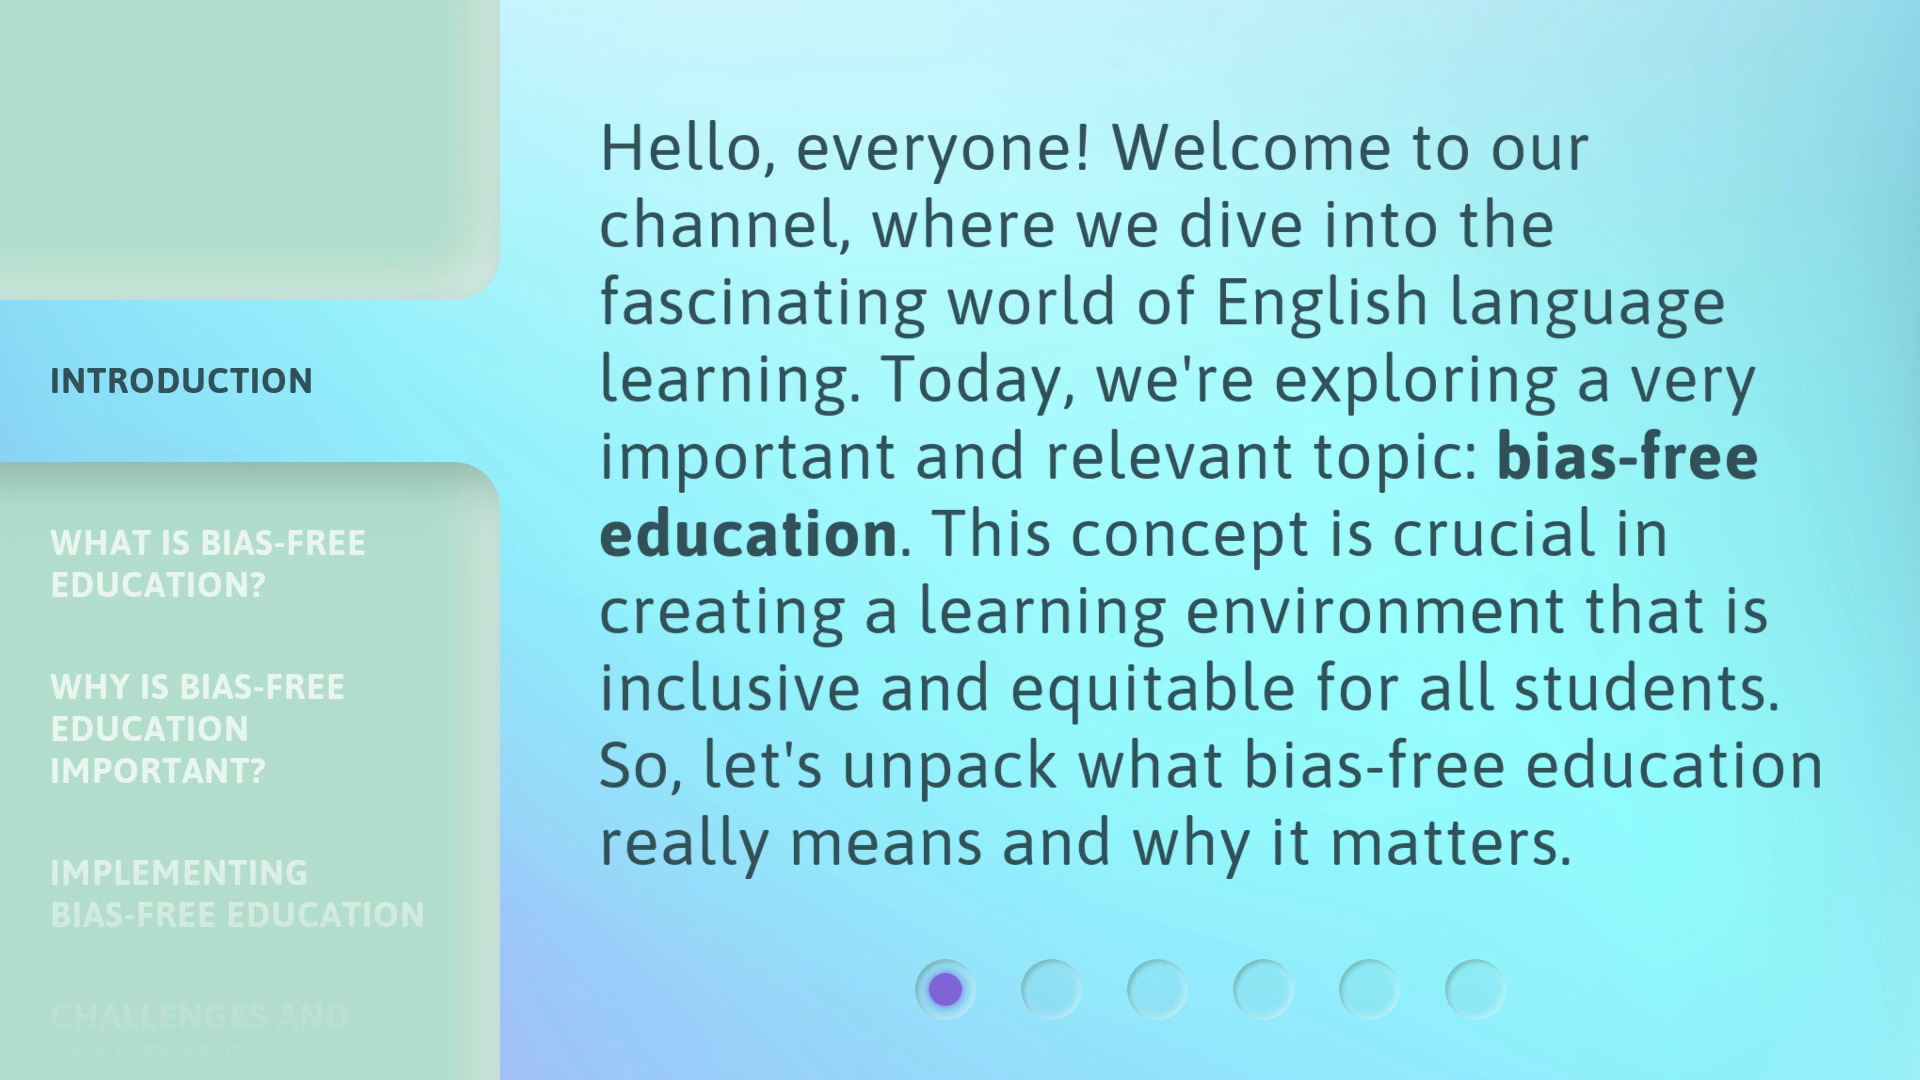 INTRODUCTION
WHAT IS BIAS-FREE
EDUCATION?
WHY IS BIAS-FREE
EDUCATION
IMPORTANT?
IMPLEMENTING
BIAS-FREE EDUCATION
CHALLENGES AND
SOLUTIONS
Hello, everyone! Welcome to our
channel, where we dive into the
fascinating world of English language
learning. Today, we're exploring a very
important and relevant topic: bias-free
education. This concept is crucial in
creating a learning environment that is
inclusive and equitable for all students.
So, let's unpack what bias-free education
really means and why it matters.